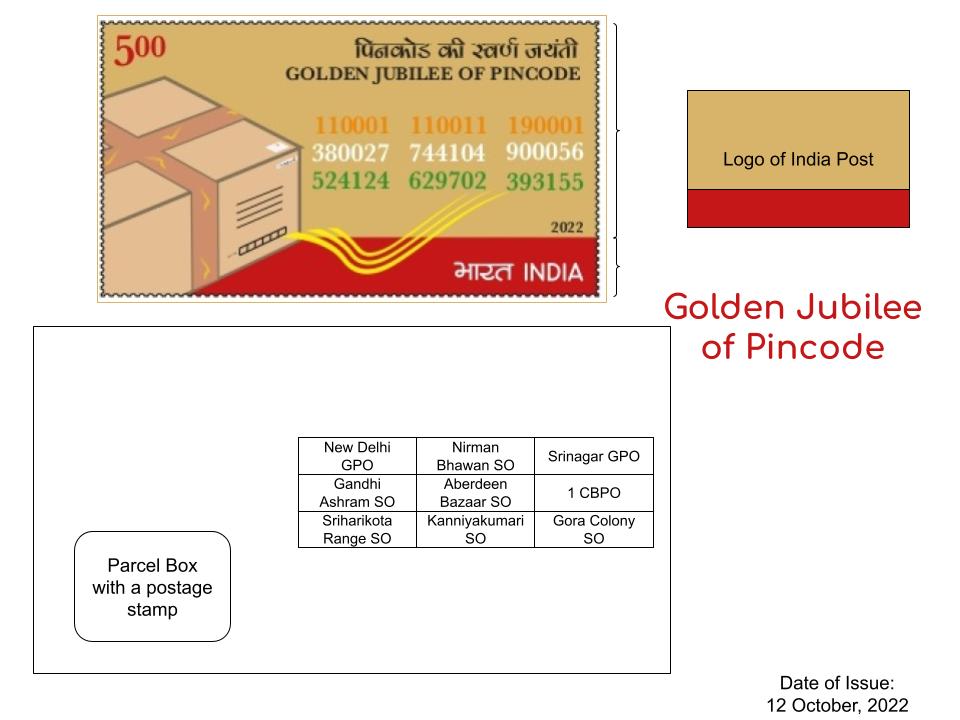 500
पिनकोड की स्वर्ण जयंती
GOLDEN JUBILEE OF PINCODE
110001 110011 190001
380027 744104 900056
524124 629702 393155
2022
भारत INDIA
Logo of India Post
Golden Jubilee
of Pincode
New Delhi
GPO
Nirman
Bhawan SO
Srinagar GPO
Gandhi
Ashram SO
Aberdeen
Bazaar SO
1 CBPO
Sriharikota
Range SO
Kanniyakumari
SO
Gora Colony
SO
Parcel Box
with a postage
stamp
Date of Issue:
12 October, 2022